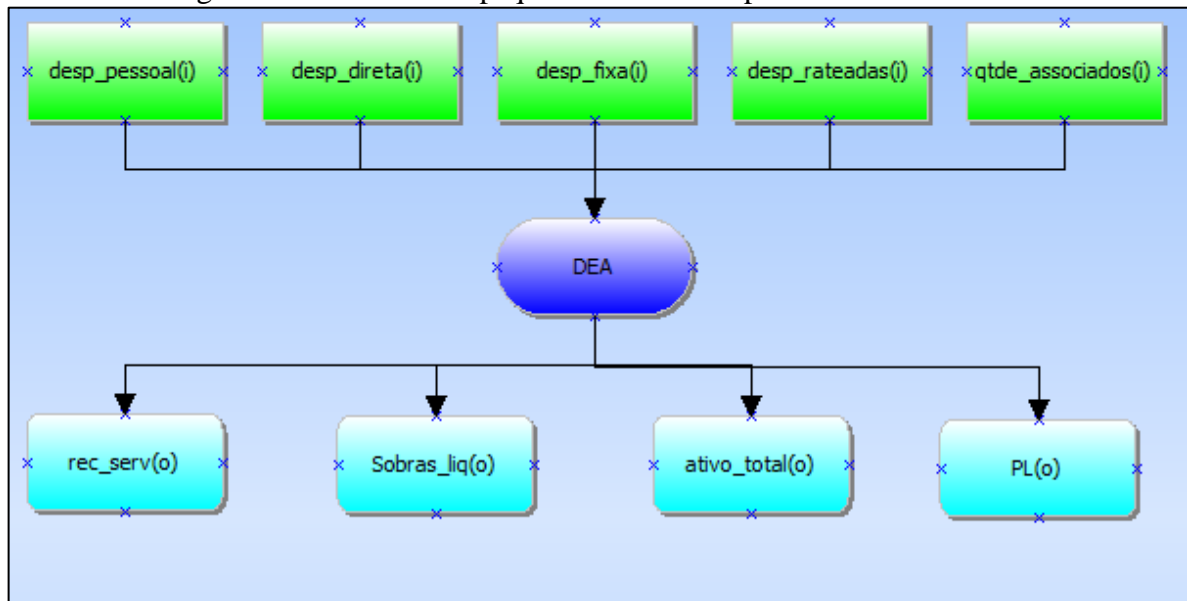 desp_pessoal(i)
desp_direta(i)
desp_fixa(i)
desp_rateadas(i)
qtde_associados(i)
DEA
rec_serv(o)
Sobras_liq(o)
ativo_total(o)
PL(o)